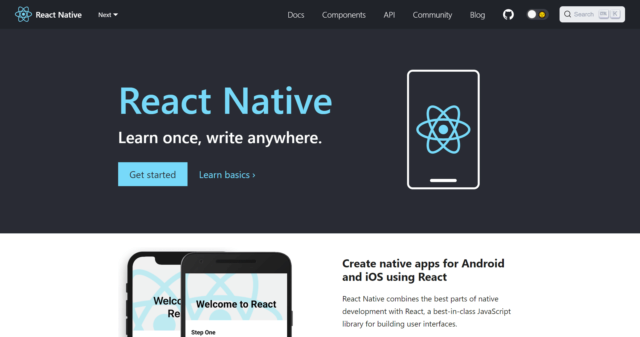 React Native
Next
Docs
Components
API
Community
Blog
Search
React Native
Learn once, write anywhere.
Get started
Learn basics ›
Welcome to React
Step One
Create native apps for Android
and iOS using React
React Native combines the best parts of native
development with React, a best-in-class JavaScript
library for building user interfaces.